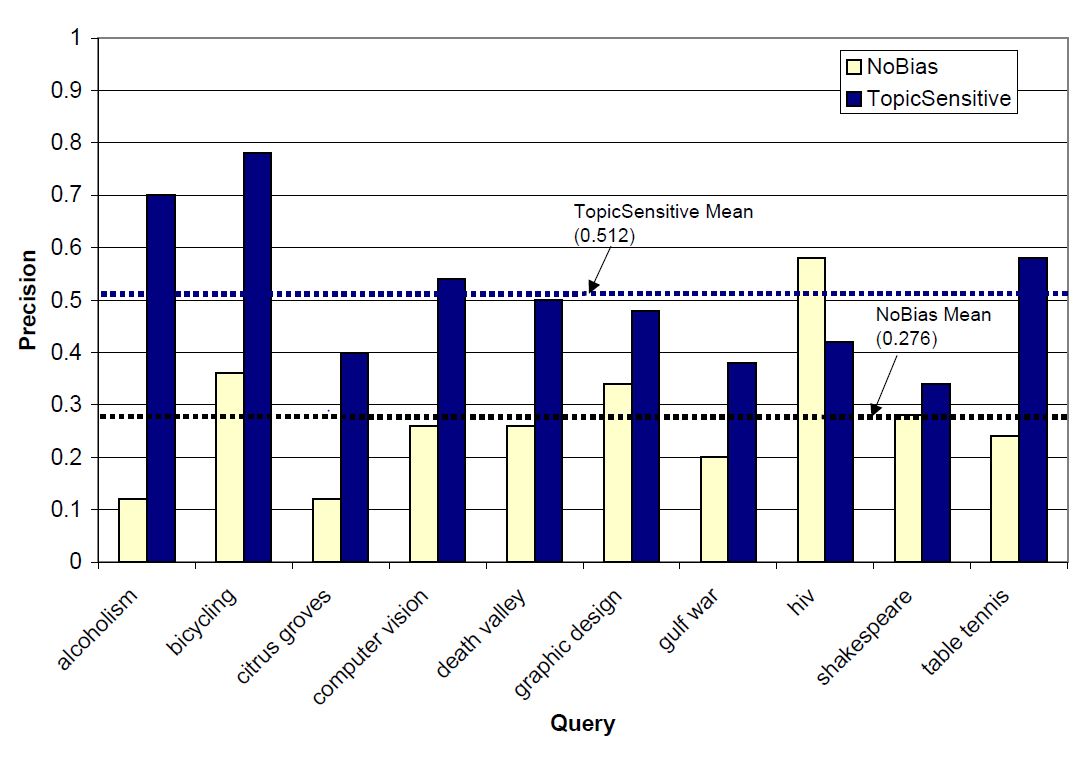 1
0.9
0.8
0.7
0.6
0.5
0.4
0.3
0.2
0.1
0
Precision
NoBias
TopicSensitive
TopicSensitive Mean
(0.512)
NoBias Mean
(0.276)
alcoholism
bicycling
citrus groves
computer vision
death valley
graphic design
gulf war
hiv
shakespeare
table tennis
Query